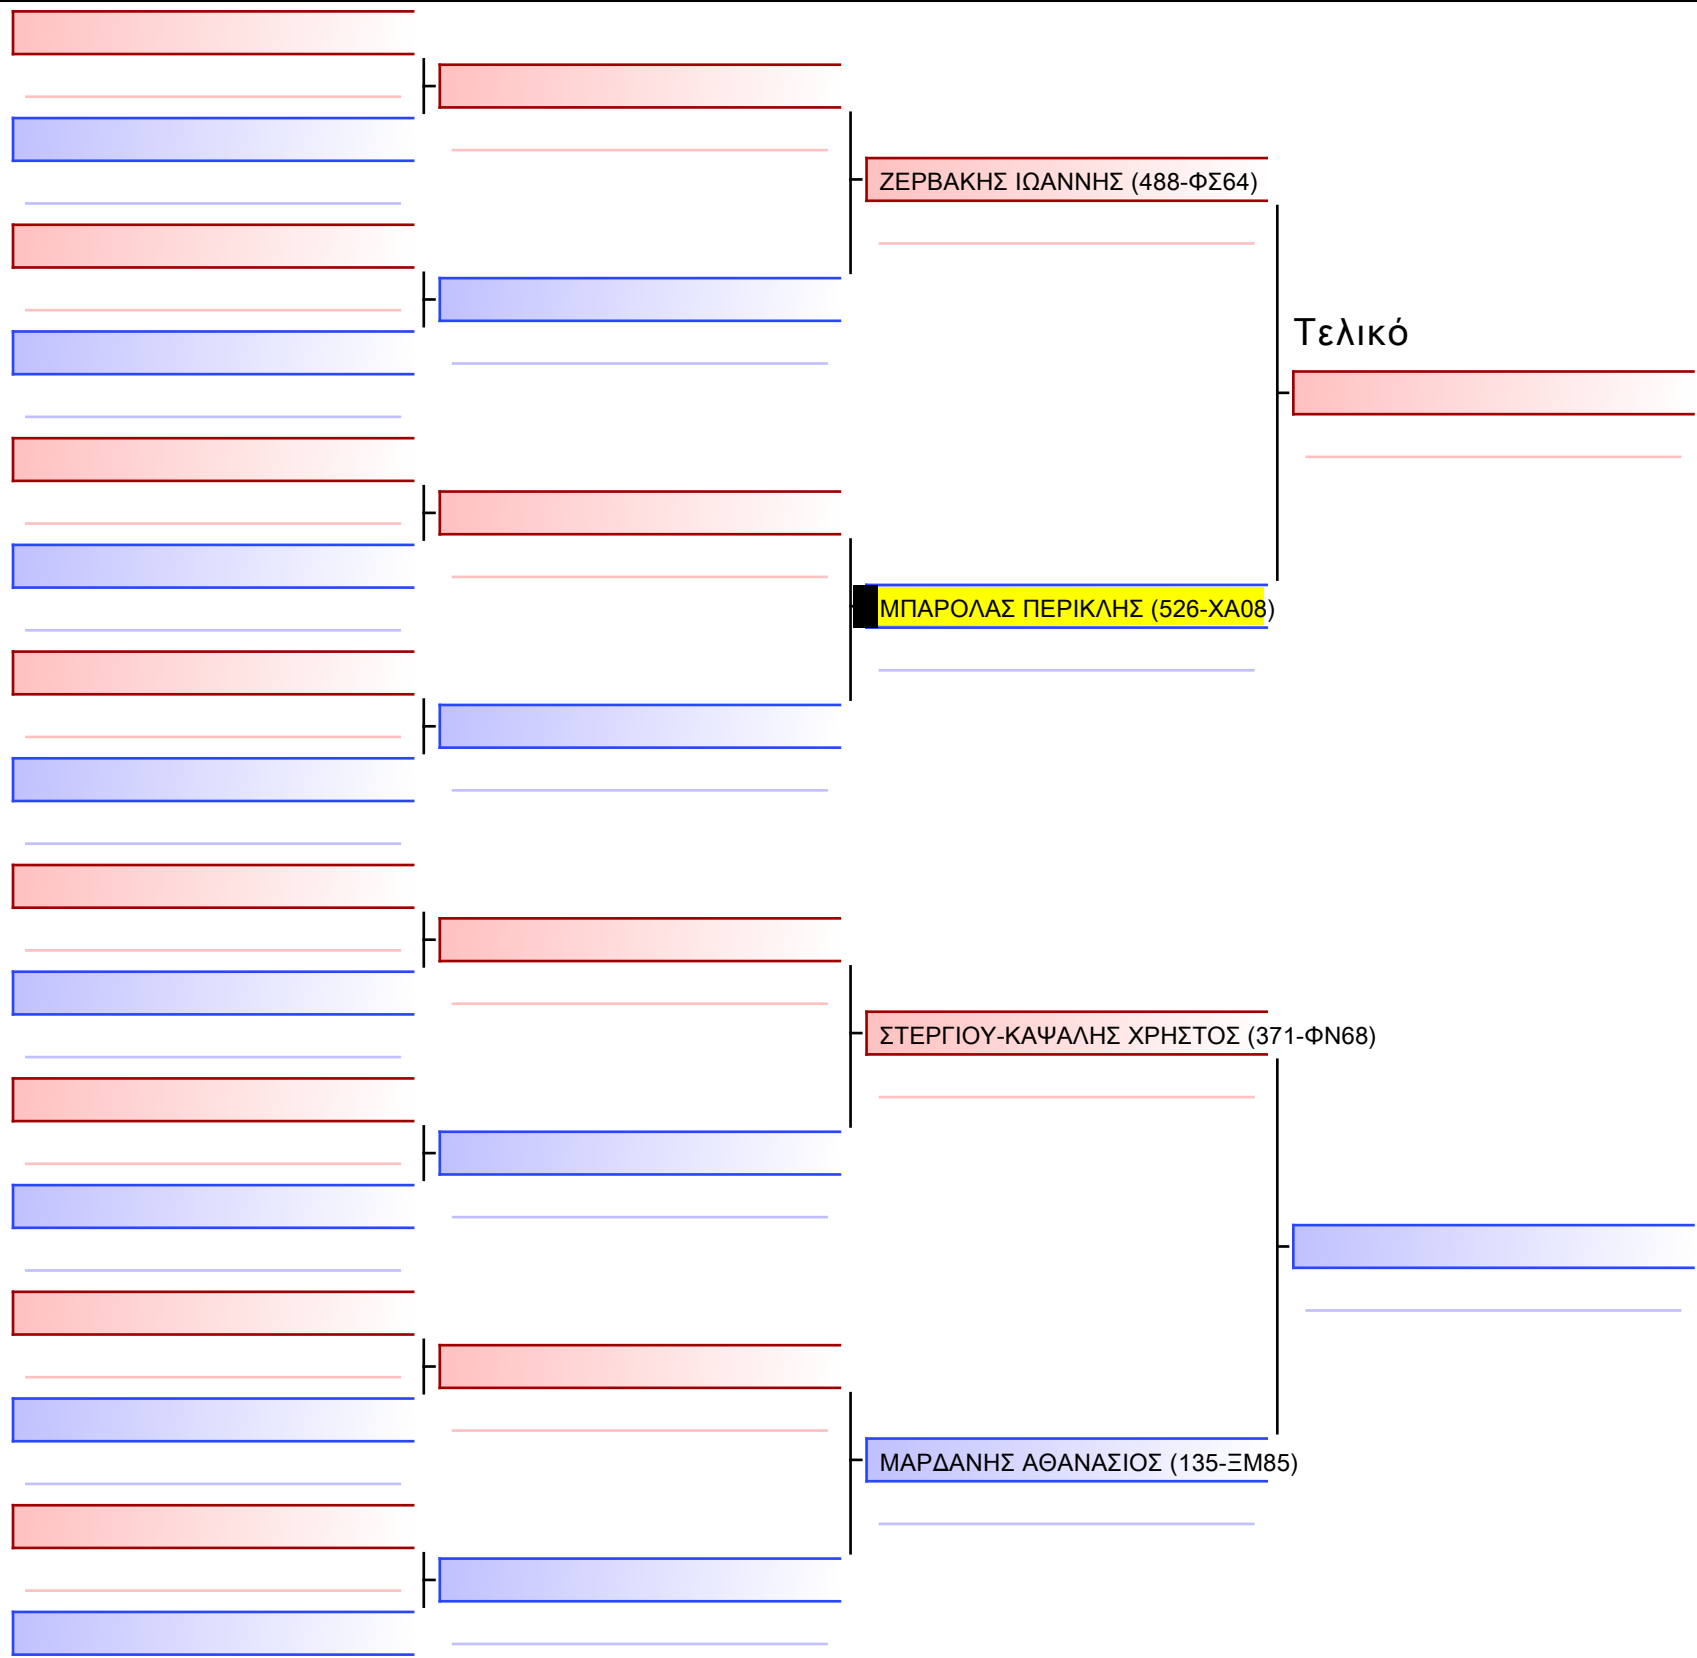 ΖΕΡΒΑΚΗΣ ΙΩΑΝΝΗΣ (488-ΦΣ64)
Τελικό
ΜΠΑΡΟΛΑΣ ΠΕΡΙΚΛΗΣ (526-ΧΑ08)
ΣΤΕΡΓΙΟΥ-ΚΑΨΑΛΗΣ ΧΡΗΣΤΟΣ (371-ΦΝ68)
ΜΑΡΔΑΝΗΣ ΑΘΑΝΑΣΙΟΣ (135-ΞΜ85)